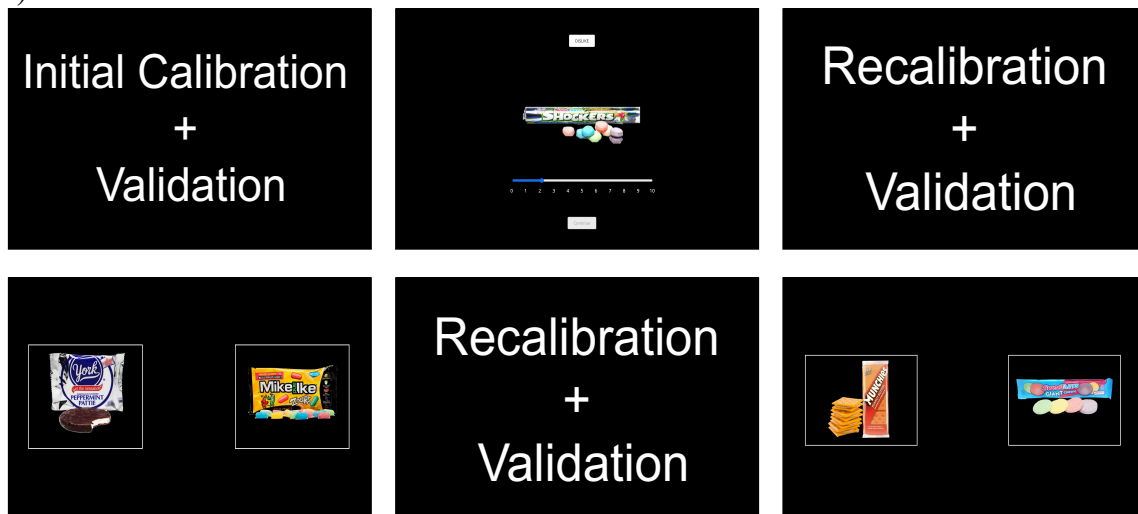 Initial Calibration
+
Validation
DISLIKE
SHOCKERS
0 1 2 3 4 5 6 7 8 9 10
Recalibration
+
Validation
York
PEPPERMINT
PATTIE
Mike Ike
Recalibration
+
Validation
MUNCHIES
GIANT